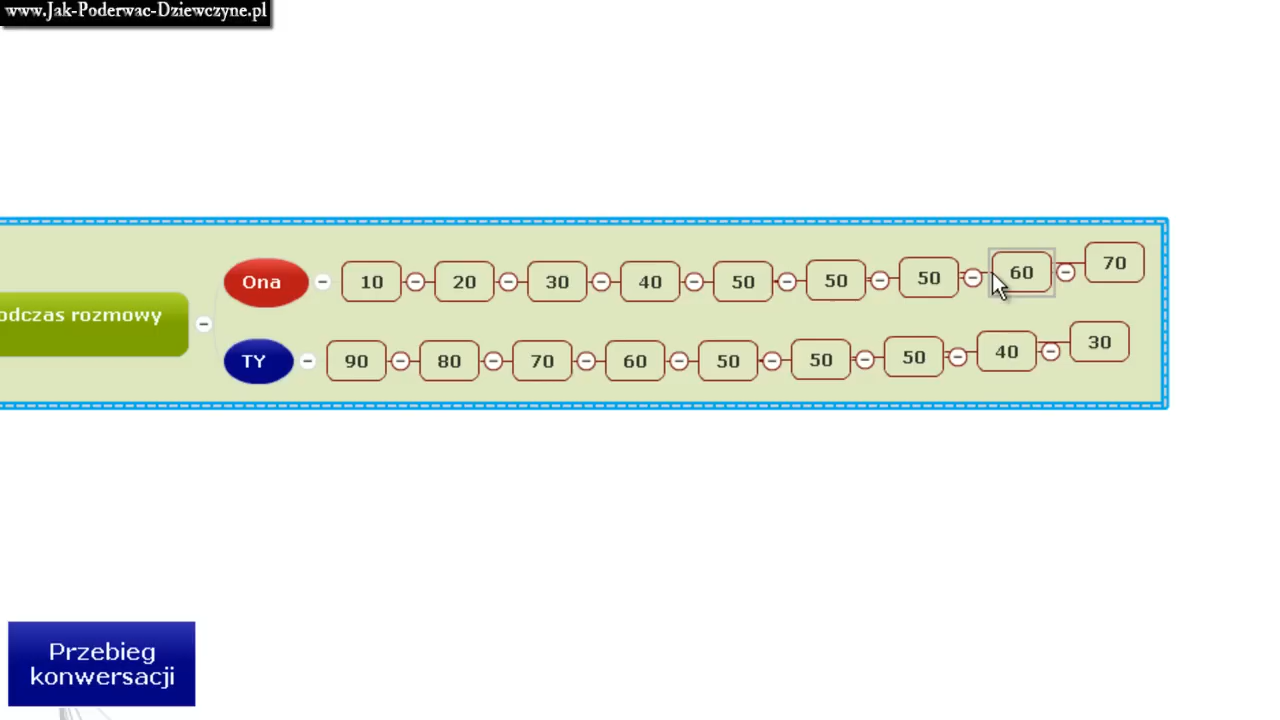 www.Jak-Poderwac-Dziewczyne.pl
Ona 10 20 30 40 50 50 50 60 70
odczas rozmowy
TY 90 80 70 60 50 50 50 40 30
Przebieg
konwersacji